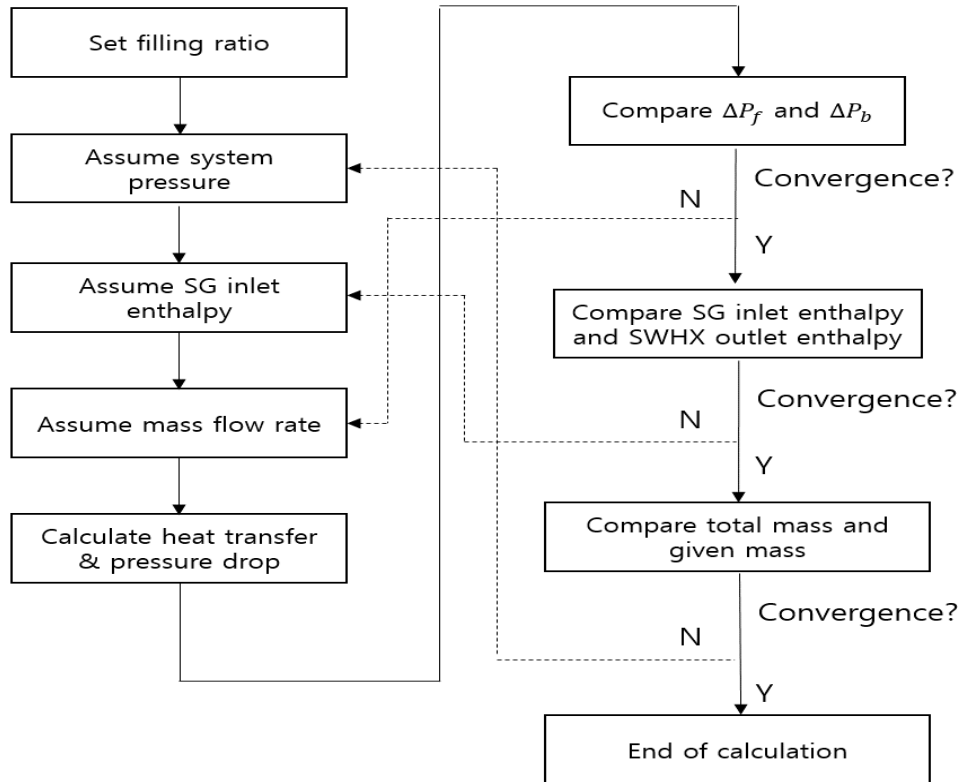 Set filling ratio
Assume system
pressure
Assume SG inlet
enthalpy
Assume mass flow rate
Calculate heat transfer
& pressure drop
Compare ΔP_f and ΔP_b
Convergence?
N
Y
Compare SG inlet enthalpy
and SWHX outlet enthalpy
Convergence?
N
Y
Compare total mass and
given mass
Convergence?
N
Y
End of calculation